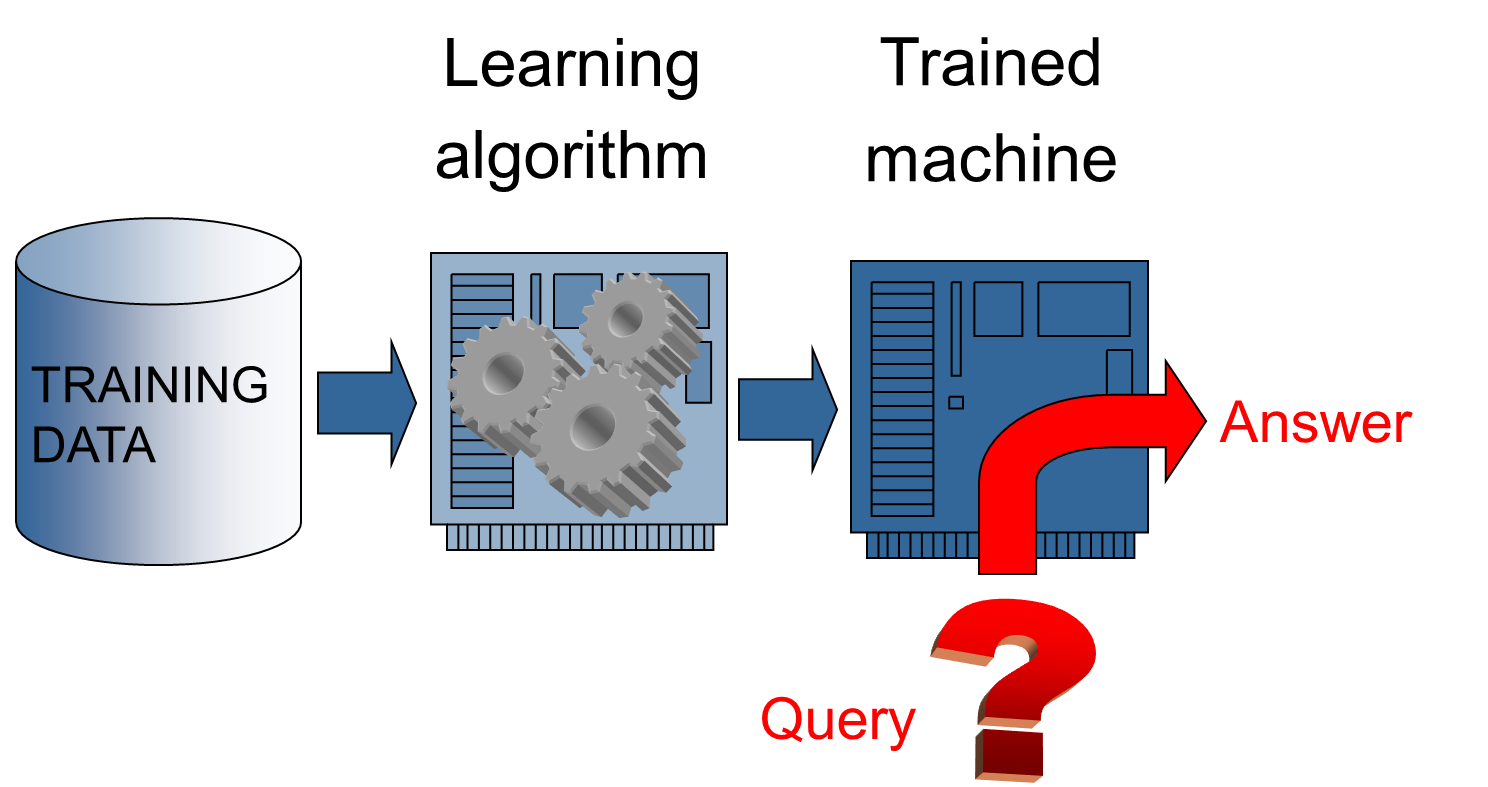 Learning
algorithm
Trained
machine
TRAINING
DATA
Answer
Query
?